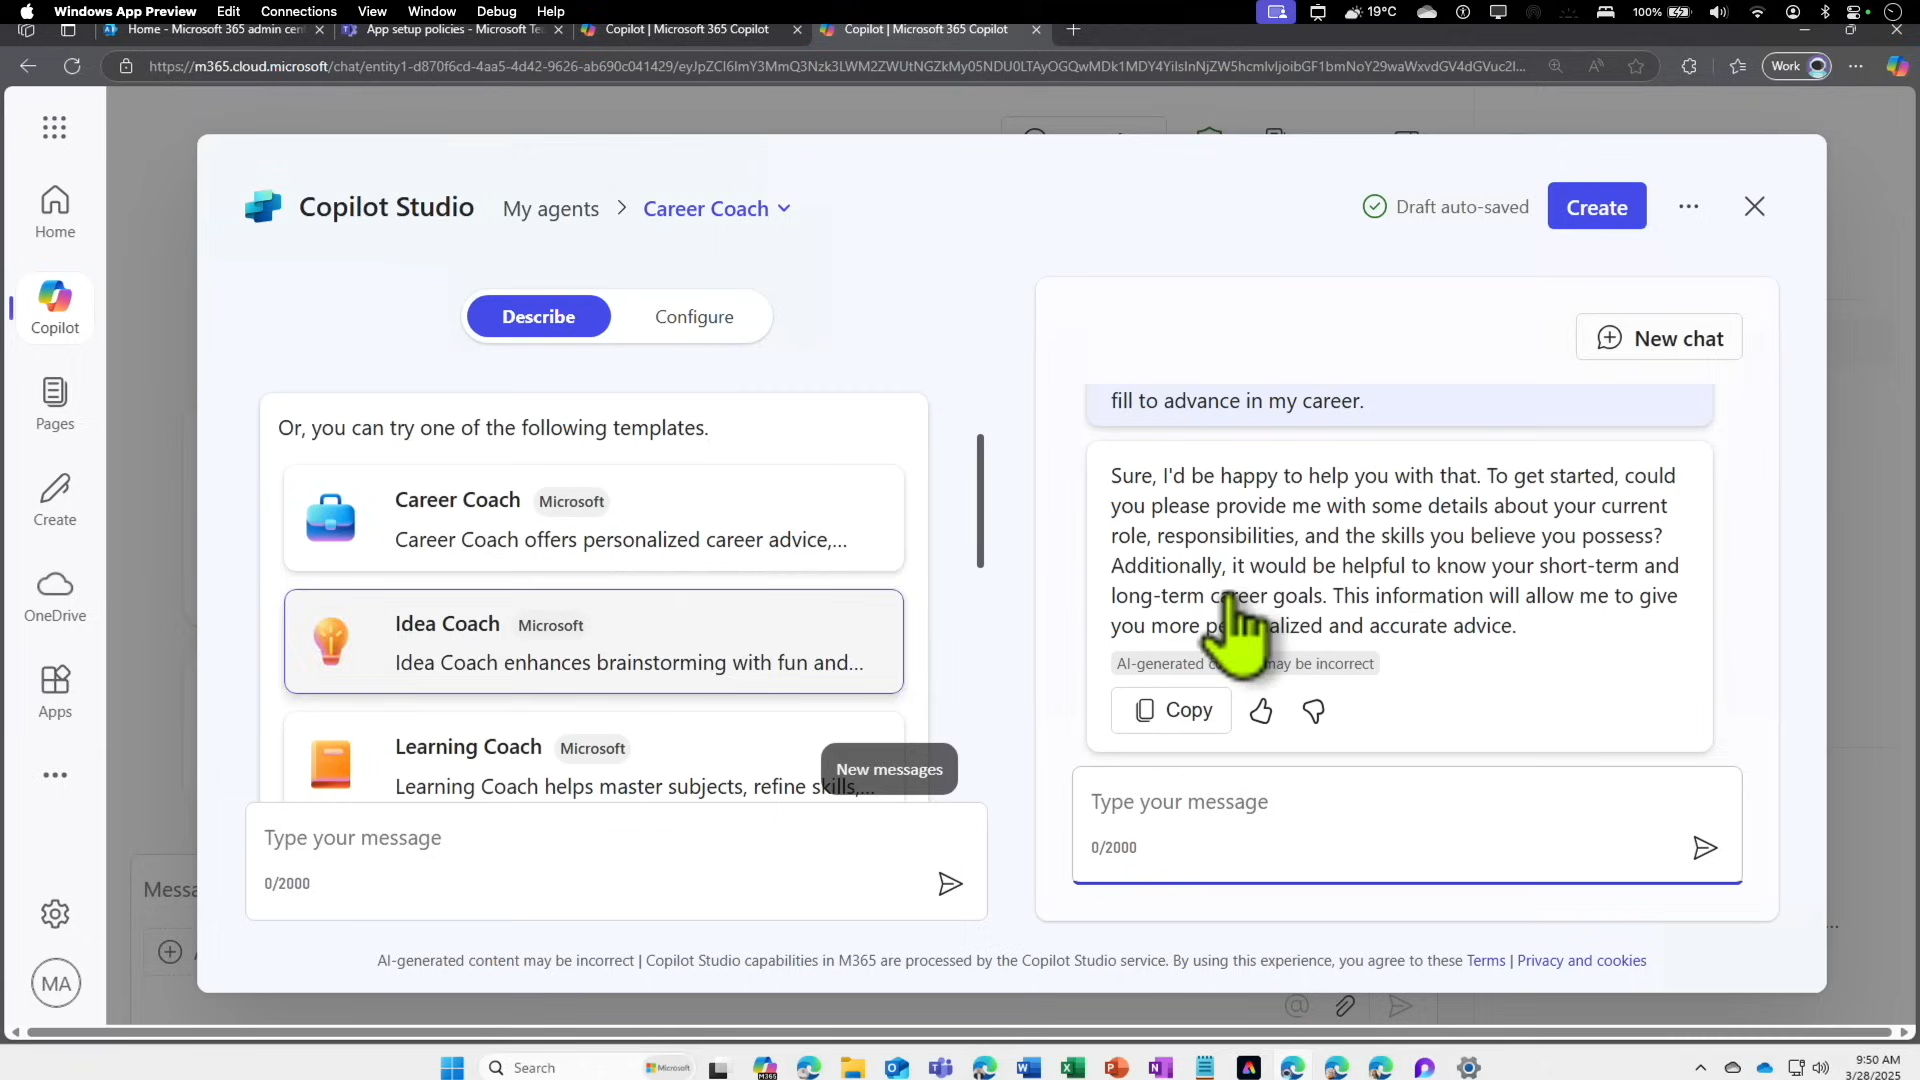 Windows App Preview Edit Connections View Window Debug Help
19°C
100%
Home - Microsoft 365 admin cen
App setup policies - Microsoft Te
Copilot | Microsoft 365 Copilot
Copilot | Microsoft 365 Copilot
Work
Home
Copilot
Pages
Create
OneDrive
Apps
MA
Copilot Studio
My agents > Career Coach
Draft auto-saved
Create
Describe
Configure
Or, you can try one of the following templates.
Career Coach Microsoft
Career Coach offers personalized career advice,...
Idea Coach Microsoft
Idea Coach enhances brainstorming with fun and...
Learning Coach Microsoft
Learning Coach helps master subjects, refine skills,...
New messages
Type your message
0/2000
New chat
fill to advance in my career.
Sure, I'd be happy to help you with that. To get started, could
you please provide me with some details about your current
role, responsibilities, and the skills you believe you possess?
Additionally, it would be helpful to know your short-term and
long-term career goals. This information will allow me to give
you more personalized and accurate advice.
AI-generated may be incorrect
Copy
Type your message
0/2000
AI-generated content may be incorrect | Copilot Studio capabilities in M365 are processed by the Copilot Studio service. By using this experience, you agree to these Terms | Privacy and cookies
Messa
Search
Microsoft
M365
9:50 AM
3/28/2025